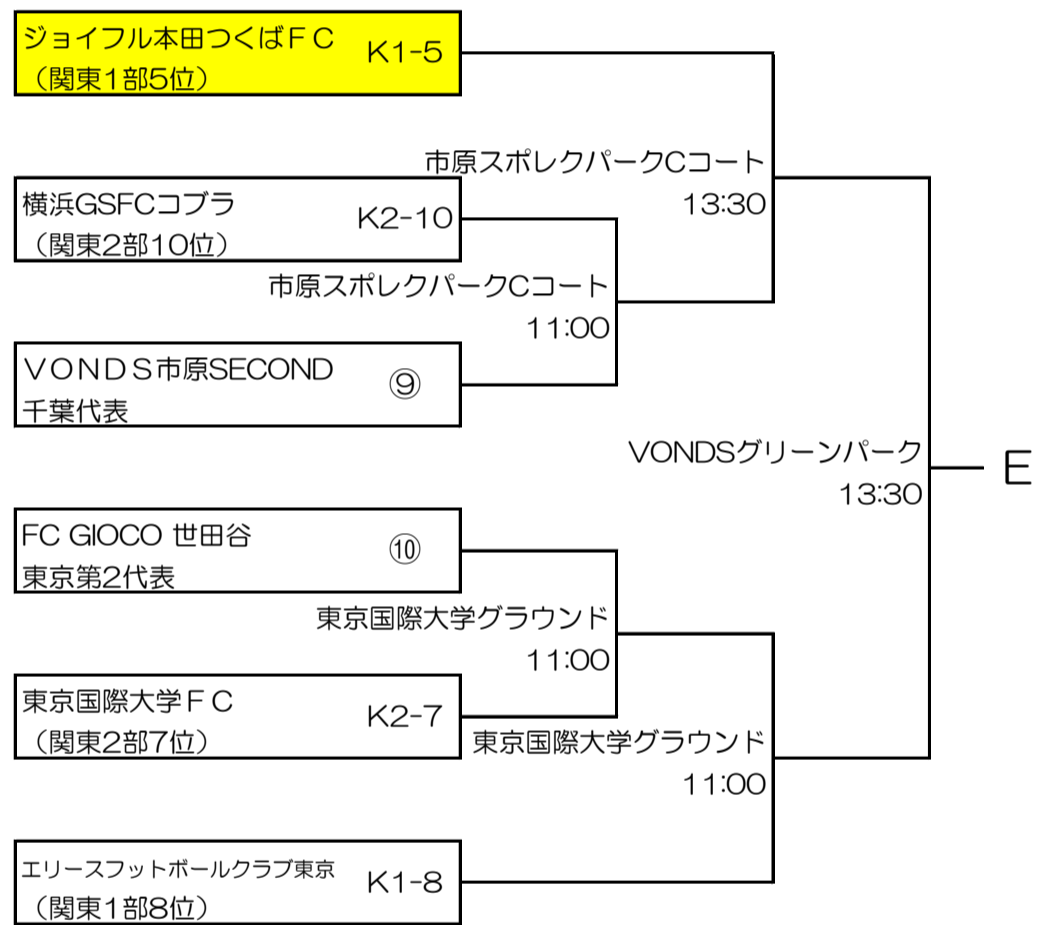 ジョイフル本田つくばＦＣ K1-5
（関東1部5位）
市原スポレクパークCコート
13:30
横浜GSFCコブラ K2-10
（関東2部10位）
市原スポレクパークCコート
11:00
ＶＯＮＤＳ市原SECOND ⑨
千葉代表
VONDSグリーンパーク
13:30
E
FC GIOCO 世田谷 ⑩
東京第2代表
東京国際大学グラウンド
11:00
東京国際大学ＦＣ K2-7
（関東2部7位）
東京国際大学グラウンド
11:00
エリースフットボールクラブ東京 K1-8
（関東1部8位）